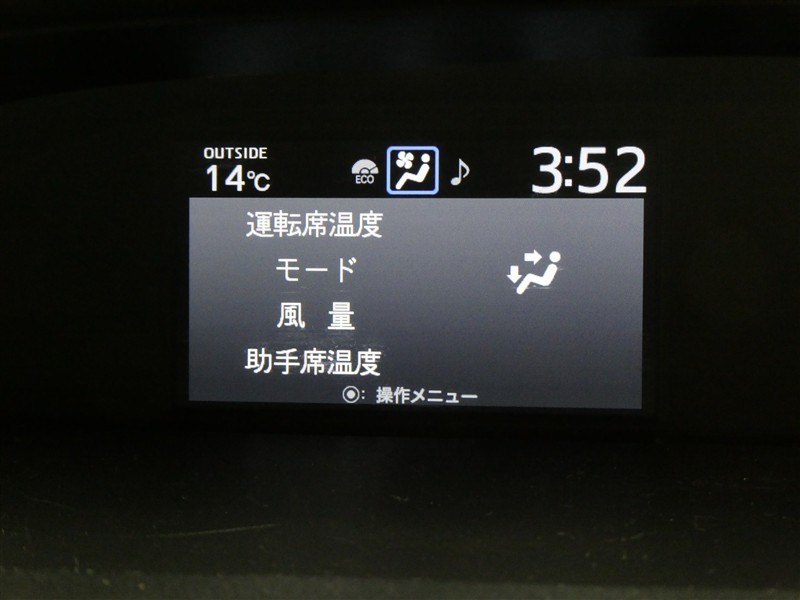 OUTSIDE
14℃
ECO
3:52
運転席温度
モード
風 量
助手席温度
◉: 操作メニュー